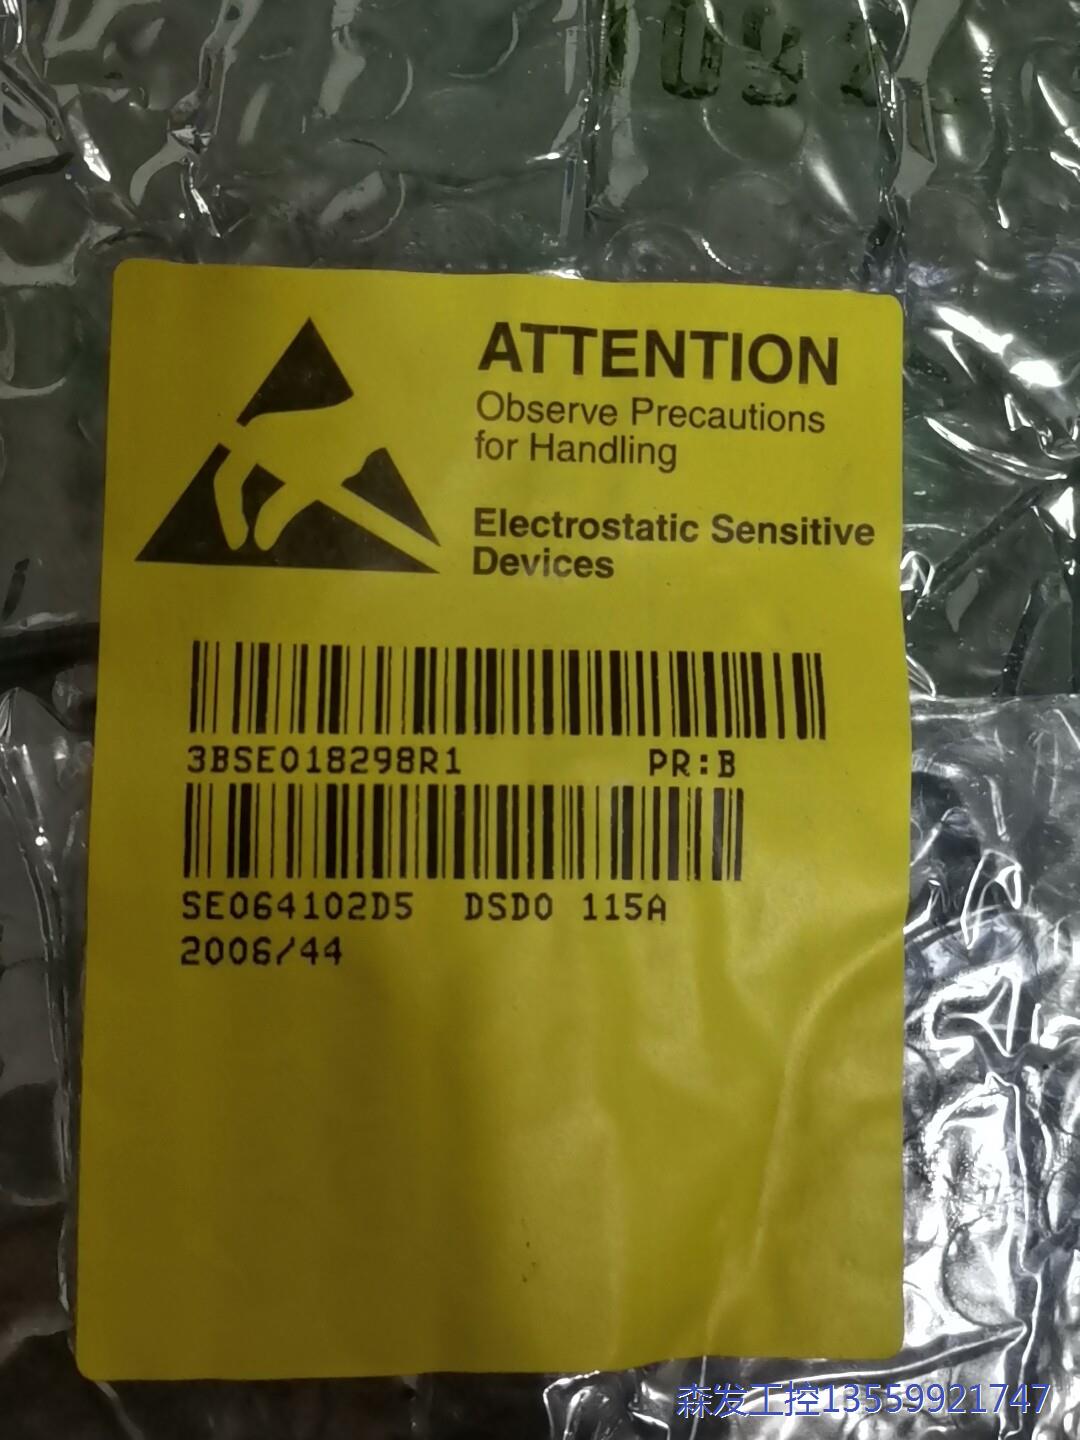 ATTENTION
Observe Precautions
for Handling
Electrostatic Sensitive
Devices
3BSE018298R1 PR:B
SE064102D5 DSDO 115A
2006/44
森发工控13559921747